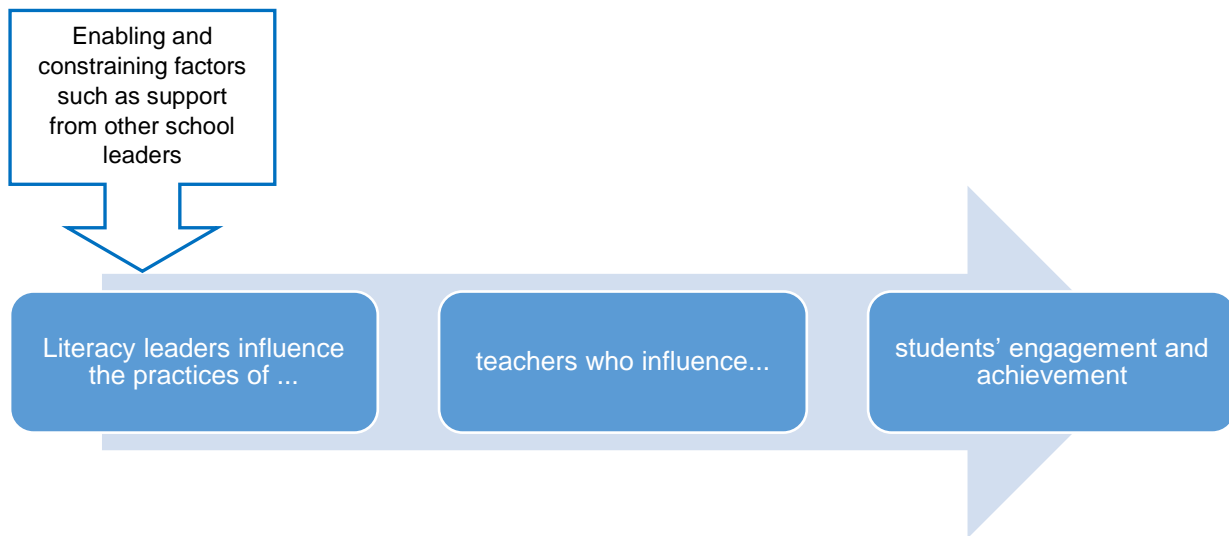 Enabling and
constraining factors
such as support
from other school
leaders
Literacy leaders influence
the practices of ...
teachers who influence...
students’ engagement and
achievement